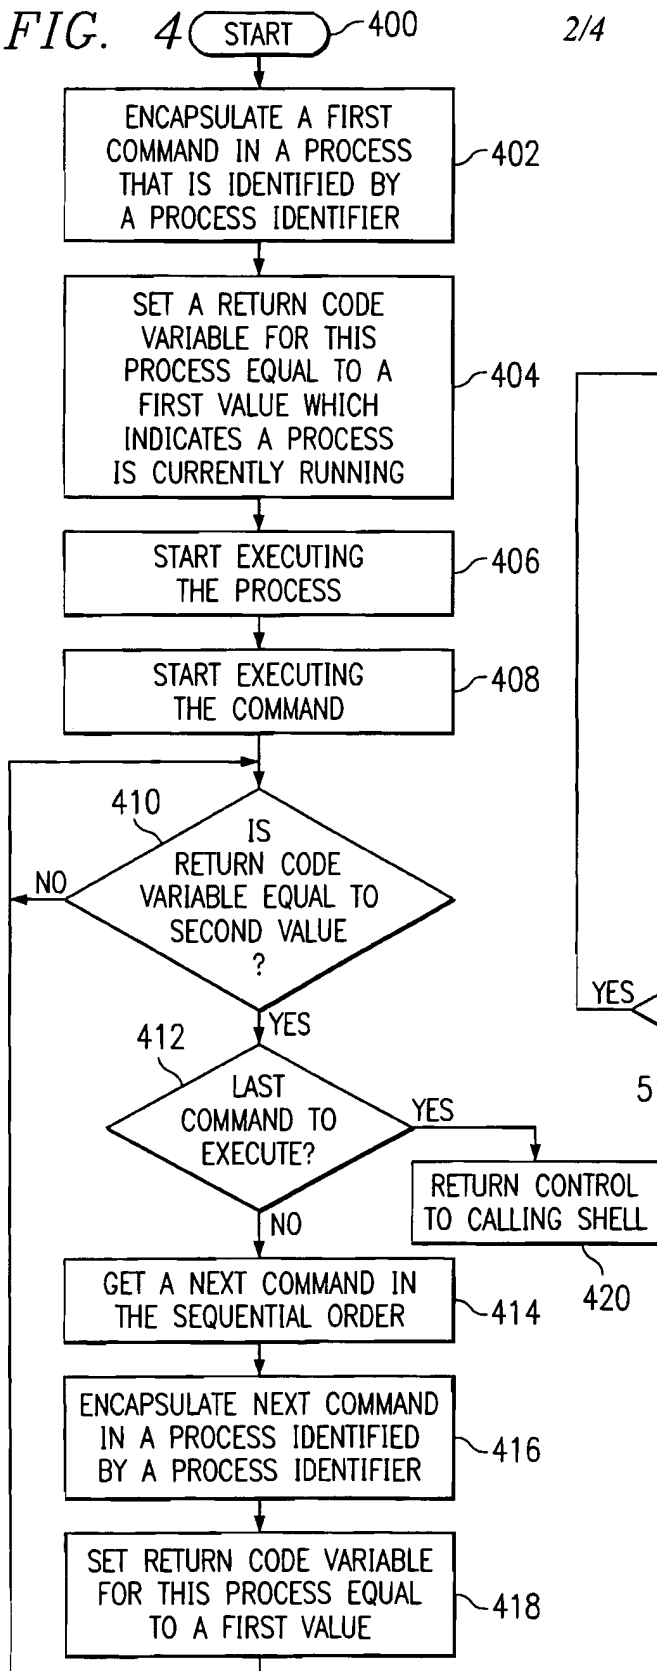 FIG. 4
START
400
2/4
ENCAPSULATE A FIRST
COMMAND IN A PROCESS
THAT IS IDENTIFIED BY
A PROCESS IDENTIFIER
402
SET A RETURN CODE
VARIABLE FOR THIS
PROCESS EQUAL TO A
FIRST VALUE WHICH
INDICATES A PROCESS
IS CURRENTLY RUNNING
404
START EXECUTING
THE PROCESS
406
START EXECUTING
THE COMMAND
408
410
IS
RETURN CODE
VARIABLE EQUAL TO
SECOND VALUE
?
NO
YES
YES
412
LAST
COMMAND TO
EXECUTE?
YES
5
RETURN CONTROL
TO CALLING SHELL
420
NO
GET A NEXT COMMAND IN
THE SEQUENTIAL ORDER
414
ENCAPSULATE NEXT COMMAND
IN A PROCESS IDENTIFIED
BY A PROCESS IDENTIFIER
416
SET RETURN CODE VARIABLE
FOR THIS PROCESS EQUAL
TO A FIRST VALUE
418